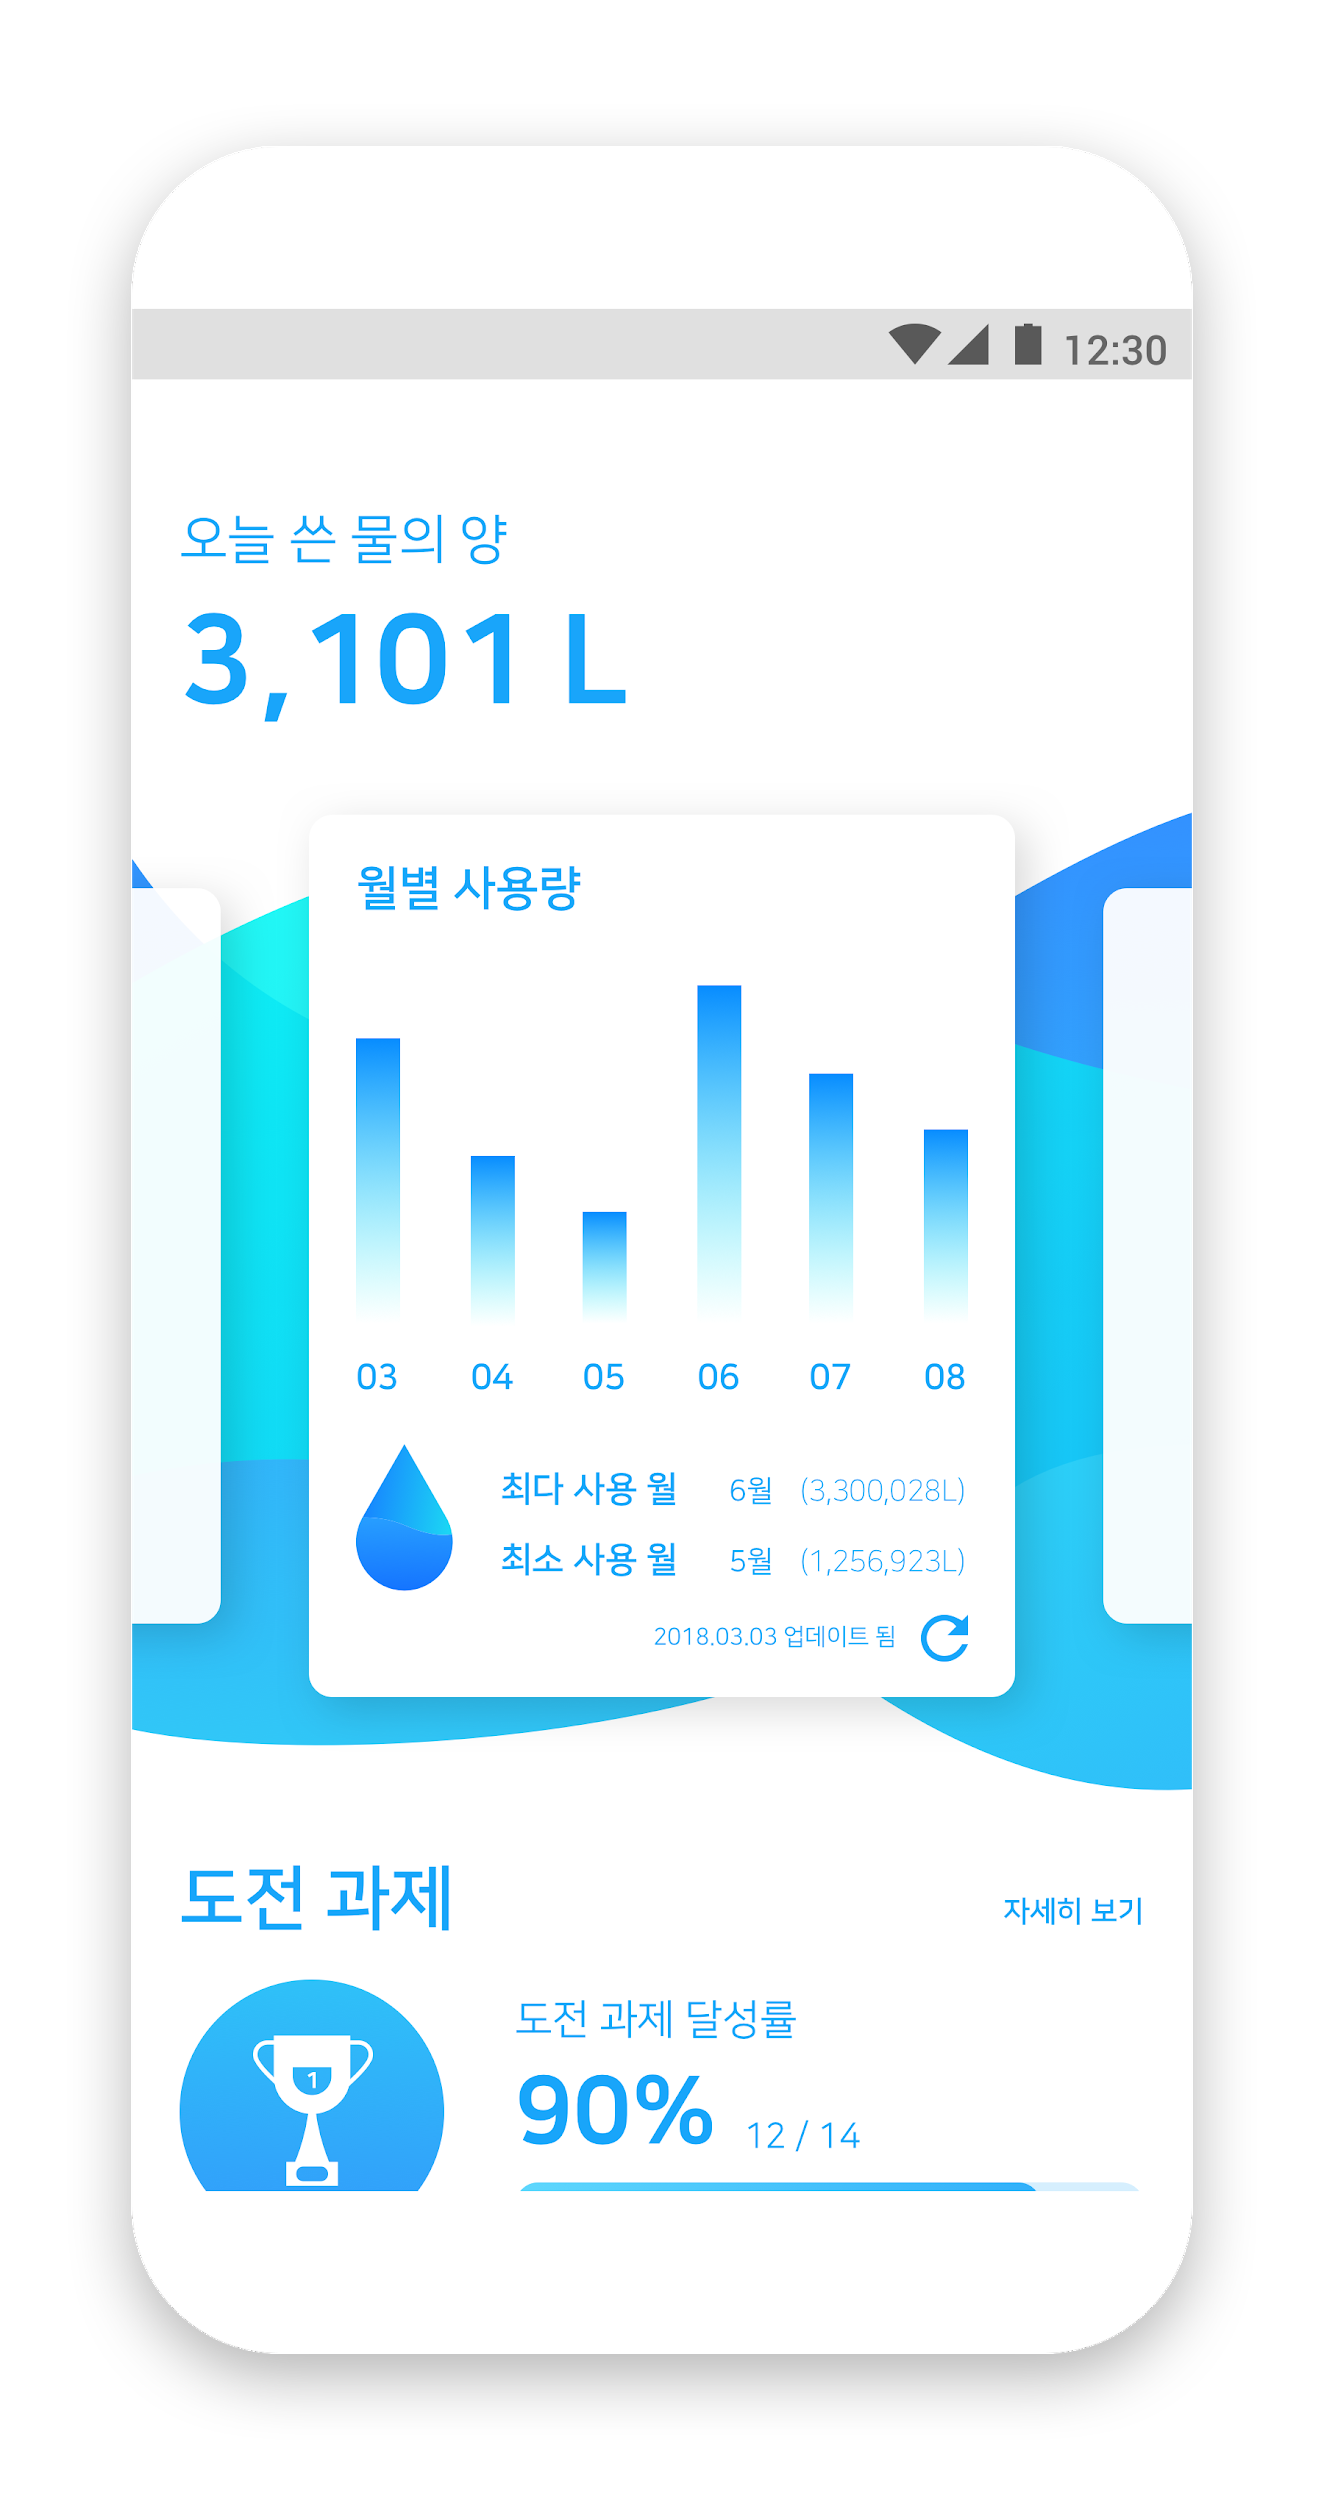 12:30
오늘 쓴 물의 양
3,101 L
월별 사용량
03 04 05 06 07 08
최다 사용 월 6월 (3,300,028L)
최소 사용 월 5월 (1,256,923L)
2018.03.03 업데이트 됨
도전 과제 자세히 보기
1
도전 과제 달성률
90% 12 / 14